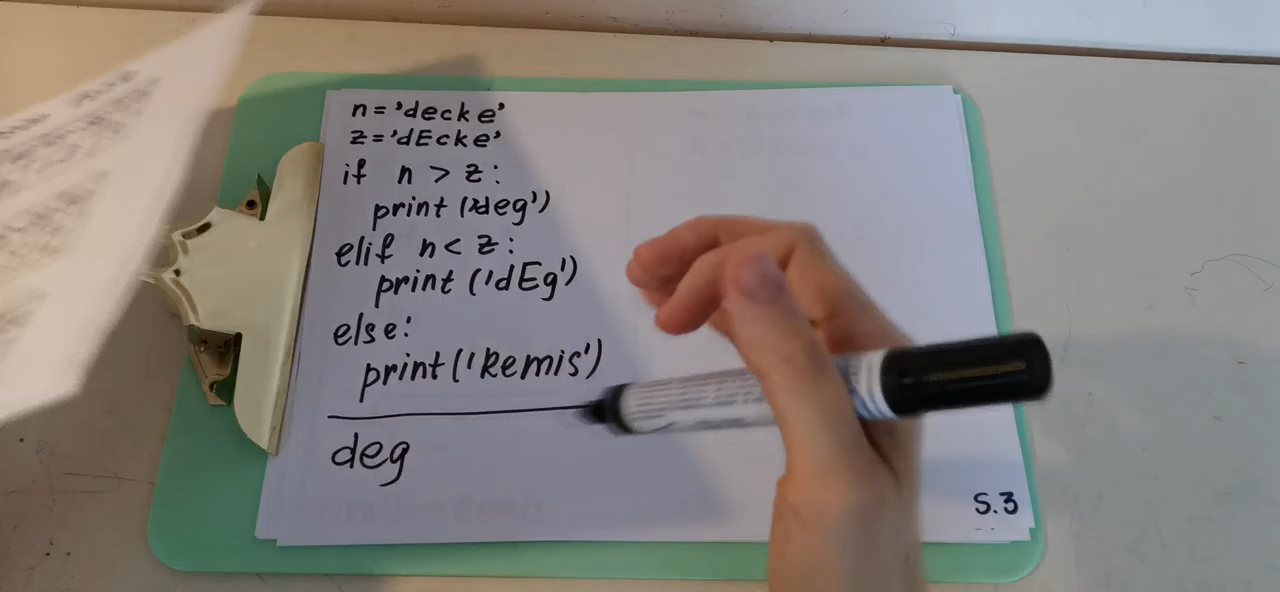 n='decke'
z='dEcke'
if n > z:
print ('deg')
elif n < z:
print ('dEg')
else:
print('Remis')
deg
S.3